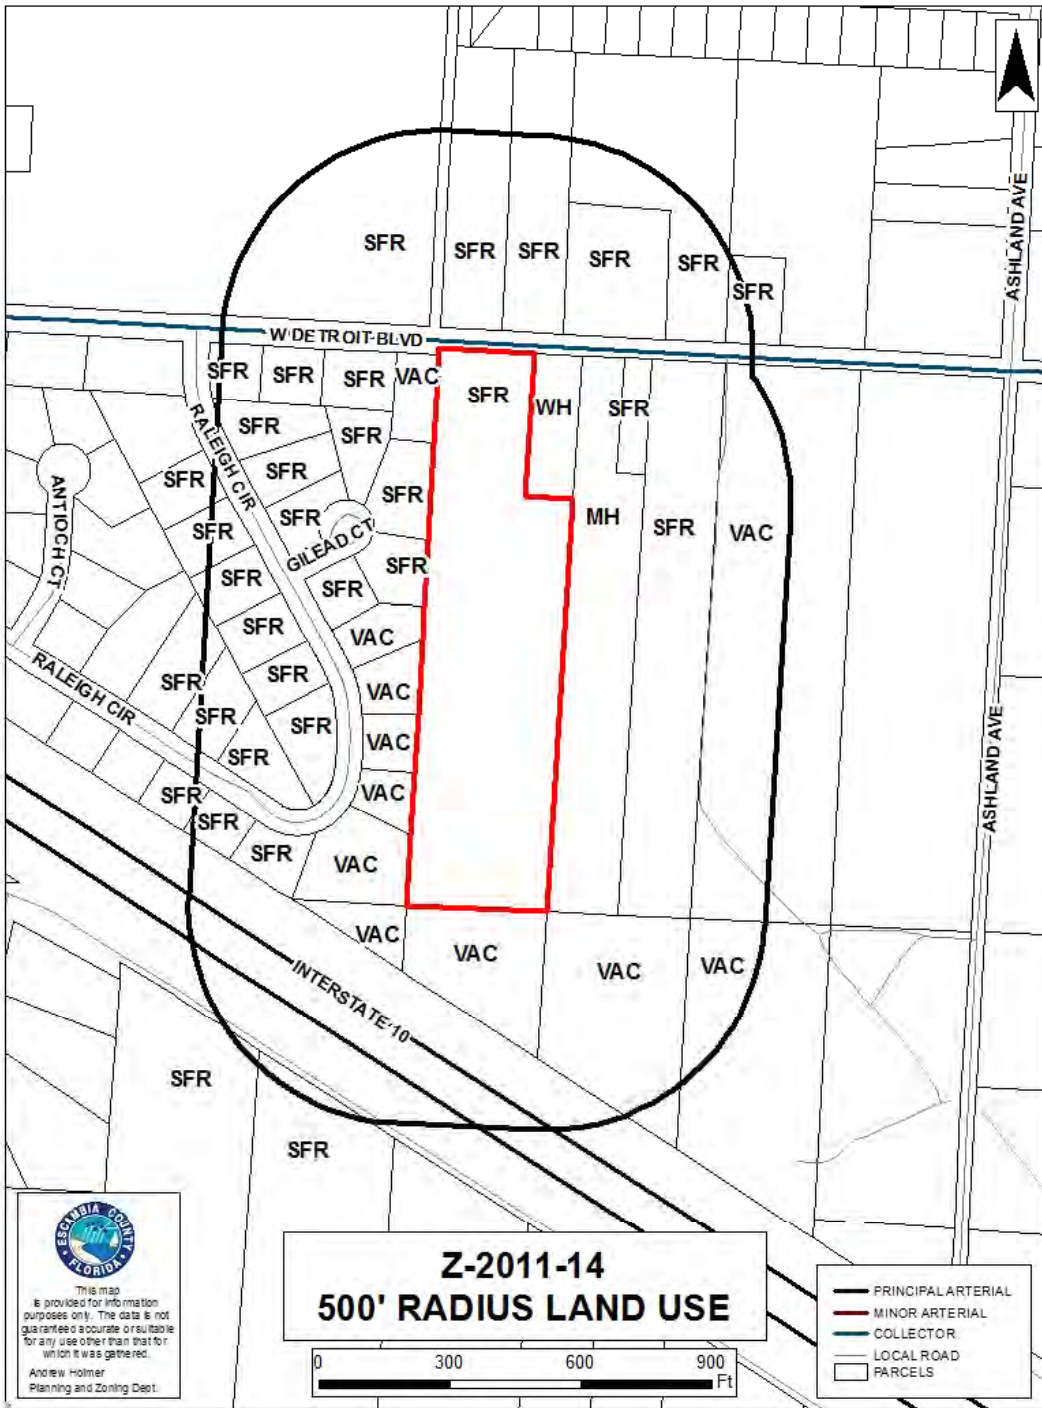 SFR
SFR
SFR
SFR
SFR
SFR
ASHLAND AVE
W DETROIT BLVD
SFR
SFR
SFR
VAC
SFR
WH
SFR
RALEIGH CIR
SFR
SFR
SFR
SFR
SFR
ANTIOCH CT
SFR
SFR
GILEAD CT
MH
SFR
VAC
SFR
SFR
SFR
SFR
VAC
RALEIGH CIR
SFR
SFR
SFR
VAC
SFR
SFR
VAC
SFR
SFR
VAC
SFR
SFR
VAC
ASHLAND AVE
VAC
VAC
VAC
VAC
INTERSTATE 10
SFR
SFR
ESCAMBIA COUNTY
FLORIDA
This map
is provided for information
purposes only. The data is not
guaranteed accurate or suitable
for any use other than that for
which it was gathered.
Andrew Holmer
Planning and Zoning Dept.
Z-2011-14
500' RADIUS LAND USE
0 300 600 900
Ft
PRINCIPAL ARTERIAL
MINOR ARTERIAL
COLLECTOR
LOCAL ROAD
PARCELS